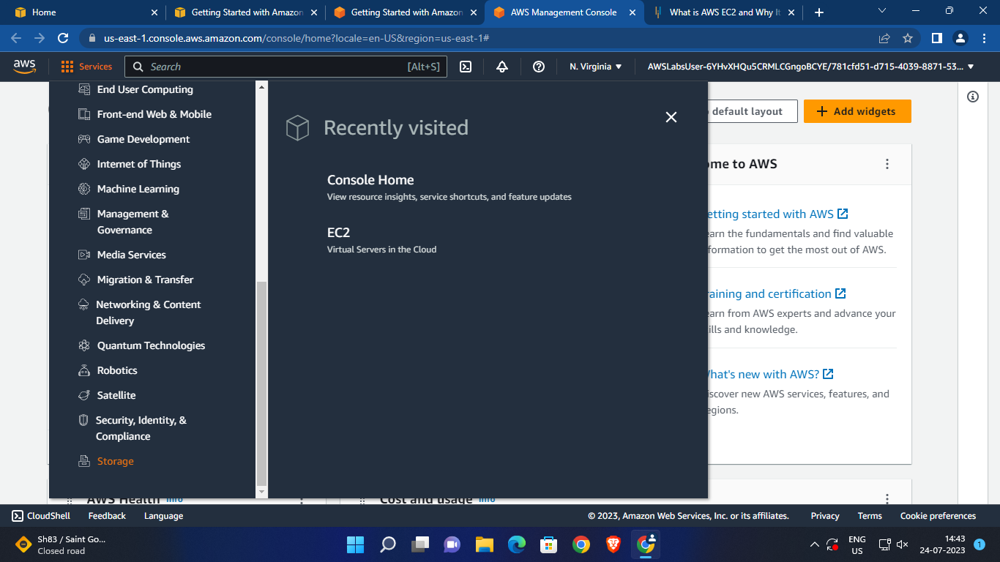 Home
Getting Started with Amazon
Getting Started with Amazon
AWS Management Console
What is AWS EC2 and Why It
us-east-1.console.aws.amazon.com/console/home?locale=en-US&region=us-east-1#
aws
Services
Search
[Alt+S]
N. Virginia
AWSLabsUser-6YHvXHQu5CRMLCGngoBCYE/781cfd51-d715-4039-8871-53...
End User Computing
Front-end Web & Mobile
Game Development
Internet of Things
Machine Learning
Management &
Governance
Media Services
Migration & Transfer
Networking & Content
Delivery
Quantum Technologies
Robotics
Satellite
Security, Identity, &
Compliance
Storage
Recently visited
Console Home
View resource insights, service shortcuts, and feature updates
EC2
Virtual Servers in the Cloud
default layout
Add widgets
ome to AWS
etting started with AWS
earn the fundamentals and find valuable
formation to get the most out of AWS.
raining and certification
earn from AWS experts and advance your
ills and knowledge.
hat's new with AWS?
iscover new AWS services, features, and
egions.
AWS Health Info
Cost and usage Info
CloudShell
Feedback
Language
© 2023, Amazon Web Services, Inc. or its affiliates.
Privacy
Terms
Cookie preferences
Sh83 / Saint Go...
Closed road
ENG
US
14:43
24-07-2023
1